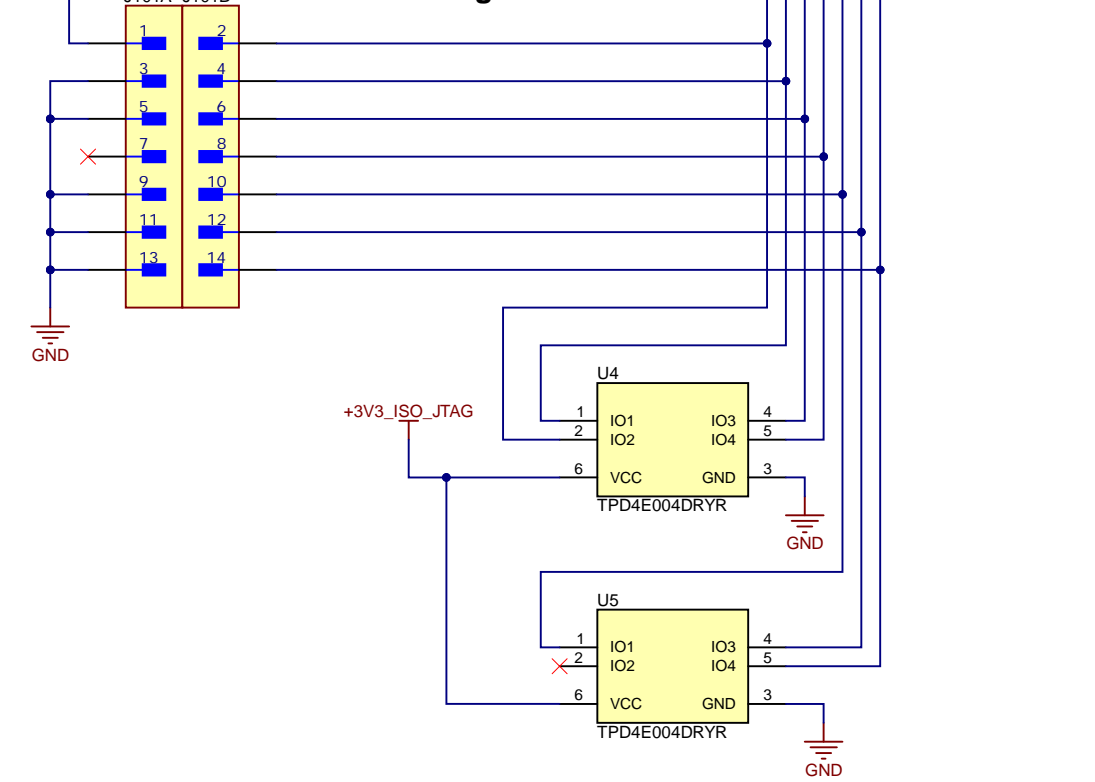 1 2
3 4
5 6
7 8
9 10
11 12
13 14
GND
+3V3_ISO_JTAG
U4
1 IO1 IO3 4
2 IO2 IO4 5
6 VCC GND 3
TPD4E004DRYR
GND
U5
1 IO1 IO3 4
2 IO2 IO4 5
6 VCC GND 3
TPD4E004DRYR
GND